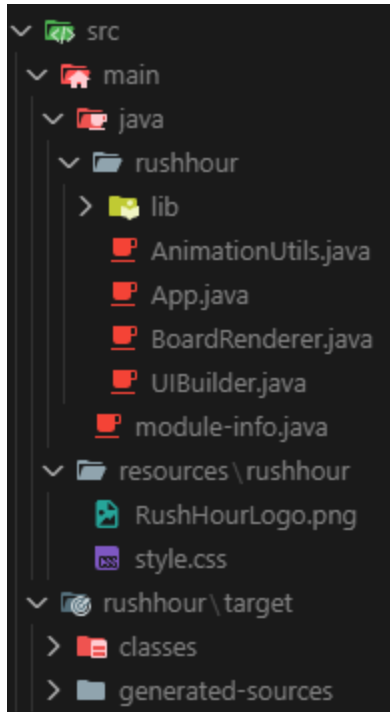 src
main
java
rushhour
lib
AnimationUtils.java
App.java
BoardRenderer.java
UIBuilder.java
module-info.java
resources\rushhour
RushHourLogo.png
style.css
rushhour\target
classes
generated-sources